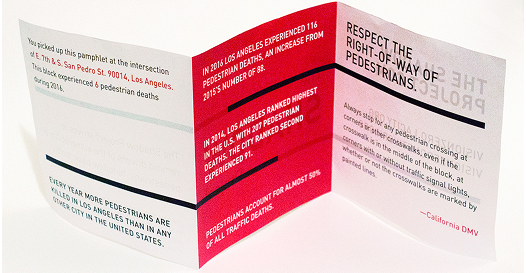 You picked up this pamphlet at the intersection
of E. 7th & S. San Pedro St. 90014, Los Angeles.
This block experienced 6 pedestrian deaths
during 2016.
EVERY YEAR MORE PEDESTRIANS ARE
KILLED IN LOS ANGELES THAN IN ANY
OTHER CITY IN THE UNITED STATES.
IN 2016 LOS ANGELES EXPERIENCED 116
PEDESTRIAN DEATHS, AN INCREASE FROM
2015'S NUMBER OF 88.
IN 2014, LOS ANGELES RANKED HIGHEST
IN THE U.S. WITH 207 PEDESTRIAN
DEATHS. THE CITY RANKED SECOND
EXPERIENCED 91.
PEDESTRIANS ACCOUNT FOR ALMOST 50%
OF ALL TRAFFIC DEATHS.
RESPECT THE
RIGHT-OF-WAY OF
PEDESTRIANS.
Always stop for any pedestrian crossing at
corners or other crosswalks, even if the
crosswalk is in the middle of the block, at
corners with or without traffic signal lights,
whether or not the crosswalks are marked by
painted lines.
—California DMV